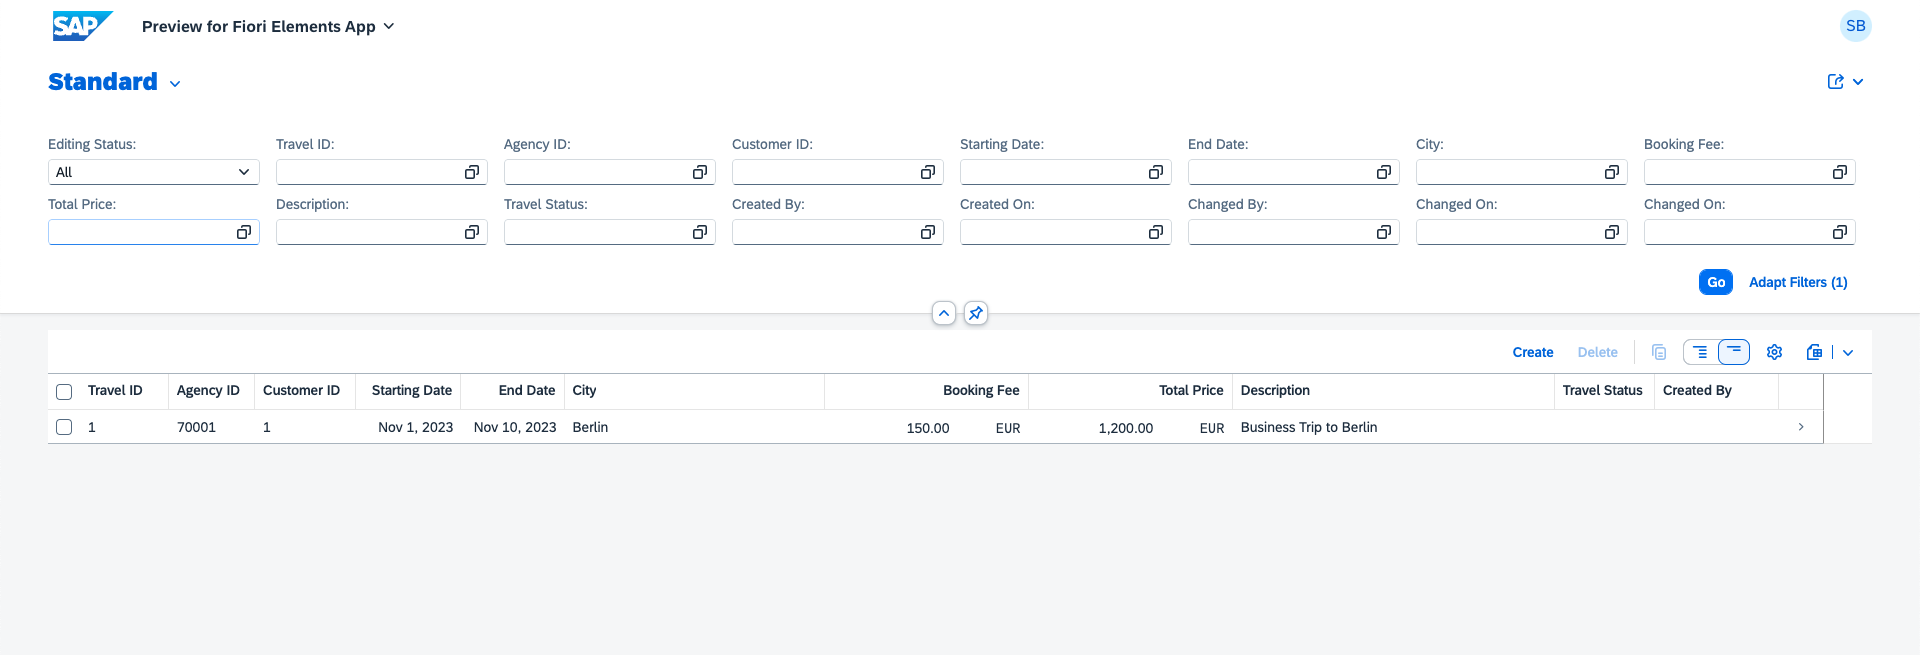 SAP Preview for Fiori Elements App SB
Standard
Editing Status: Travel ID: Agency ID: Customer ID: Starting Date: End Date: City: Booking Fee:
All
Total Price: Description: Travel Status: Created By: Created On: Changed By: Changed On: Changed On:
Go Adapt Filters (1)
Create Delete
Travel ID Agency ID Customer ID Starting Date End Date City Booking Fee Total Price Description Travel Status Created By
1 70001 1 Nov 1, 2023 Nov 10, 2023 Berlin 150.00 EUR 1,200.00 EUR Business Trip to Berlin